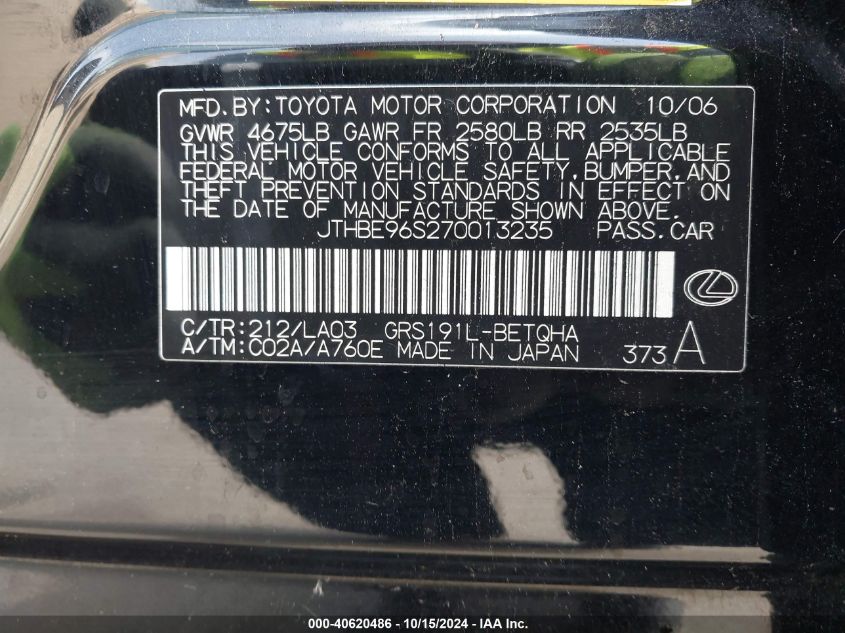 MFD. BY: TOYOTA MOTOR CORPORATION 10/06
GVWR 4675LB GAWR FR 2580LB RR 2535LB
THIS VEHICLE CONFORMS TO ALL APPLICABLE
FEDERAL MOTOR VEHICLE SAFETY, BUMPER, AND
THEFT PREVENTION STANDARDS IN EFFECT ON
THE DATE OF MANUFACTURE SHOWN ABOVE.
JTHBE96S270013235 PASS. CAR
C/TR: 212/LA03 GRS191L-BETQHA
A/TM: C02A/A760E MADE IN JAPAN 373 A
000-40620486 - 10/15/2024 - IAA Inc.